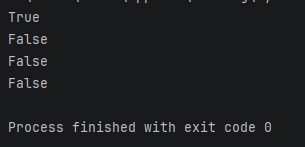 True
False
False
False
Process finished with exit code 0